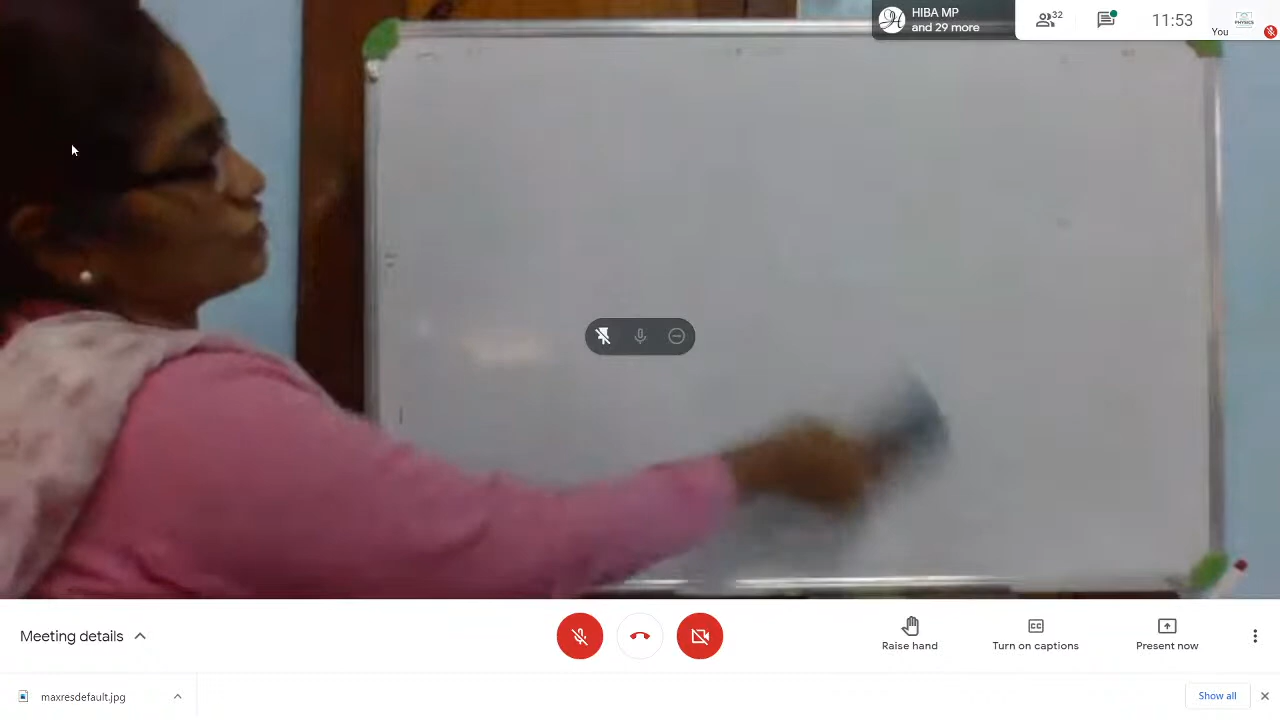 HIBA MP
and 29 more
32
11:53
You
PHYSICS
Meeting details
Raise hand
Turn on captions
Present now
maxresdefault.jpg
Show all